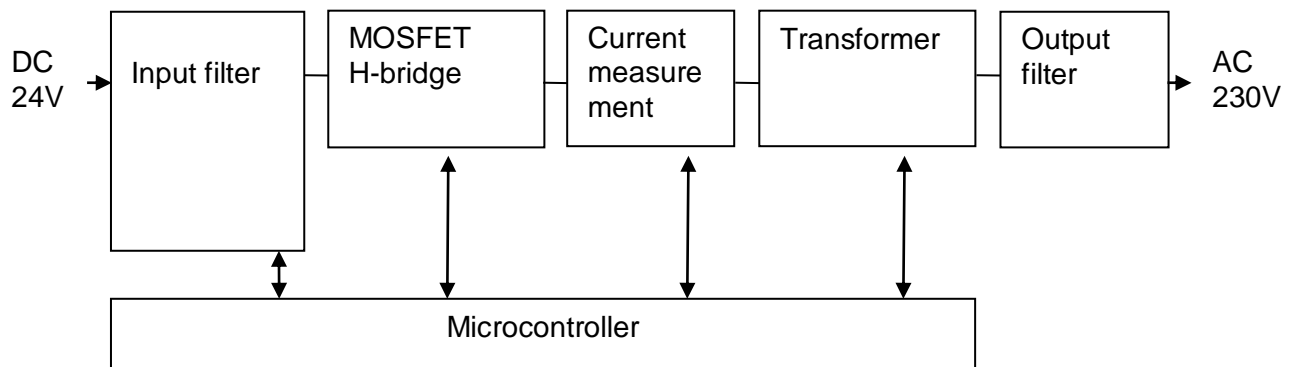 DC
24V
Input filter
MOSFET
H-bridge
Current
measure
ment
Transformer
Output
filter
AC
230V
Microcontroller